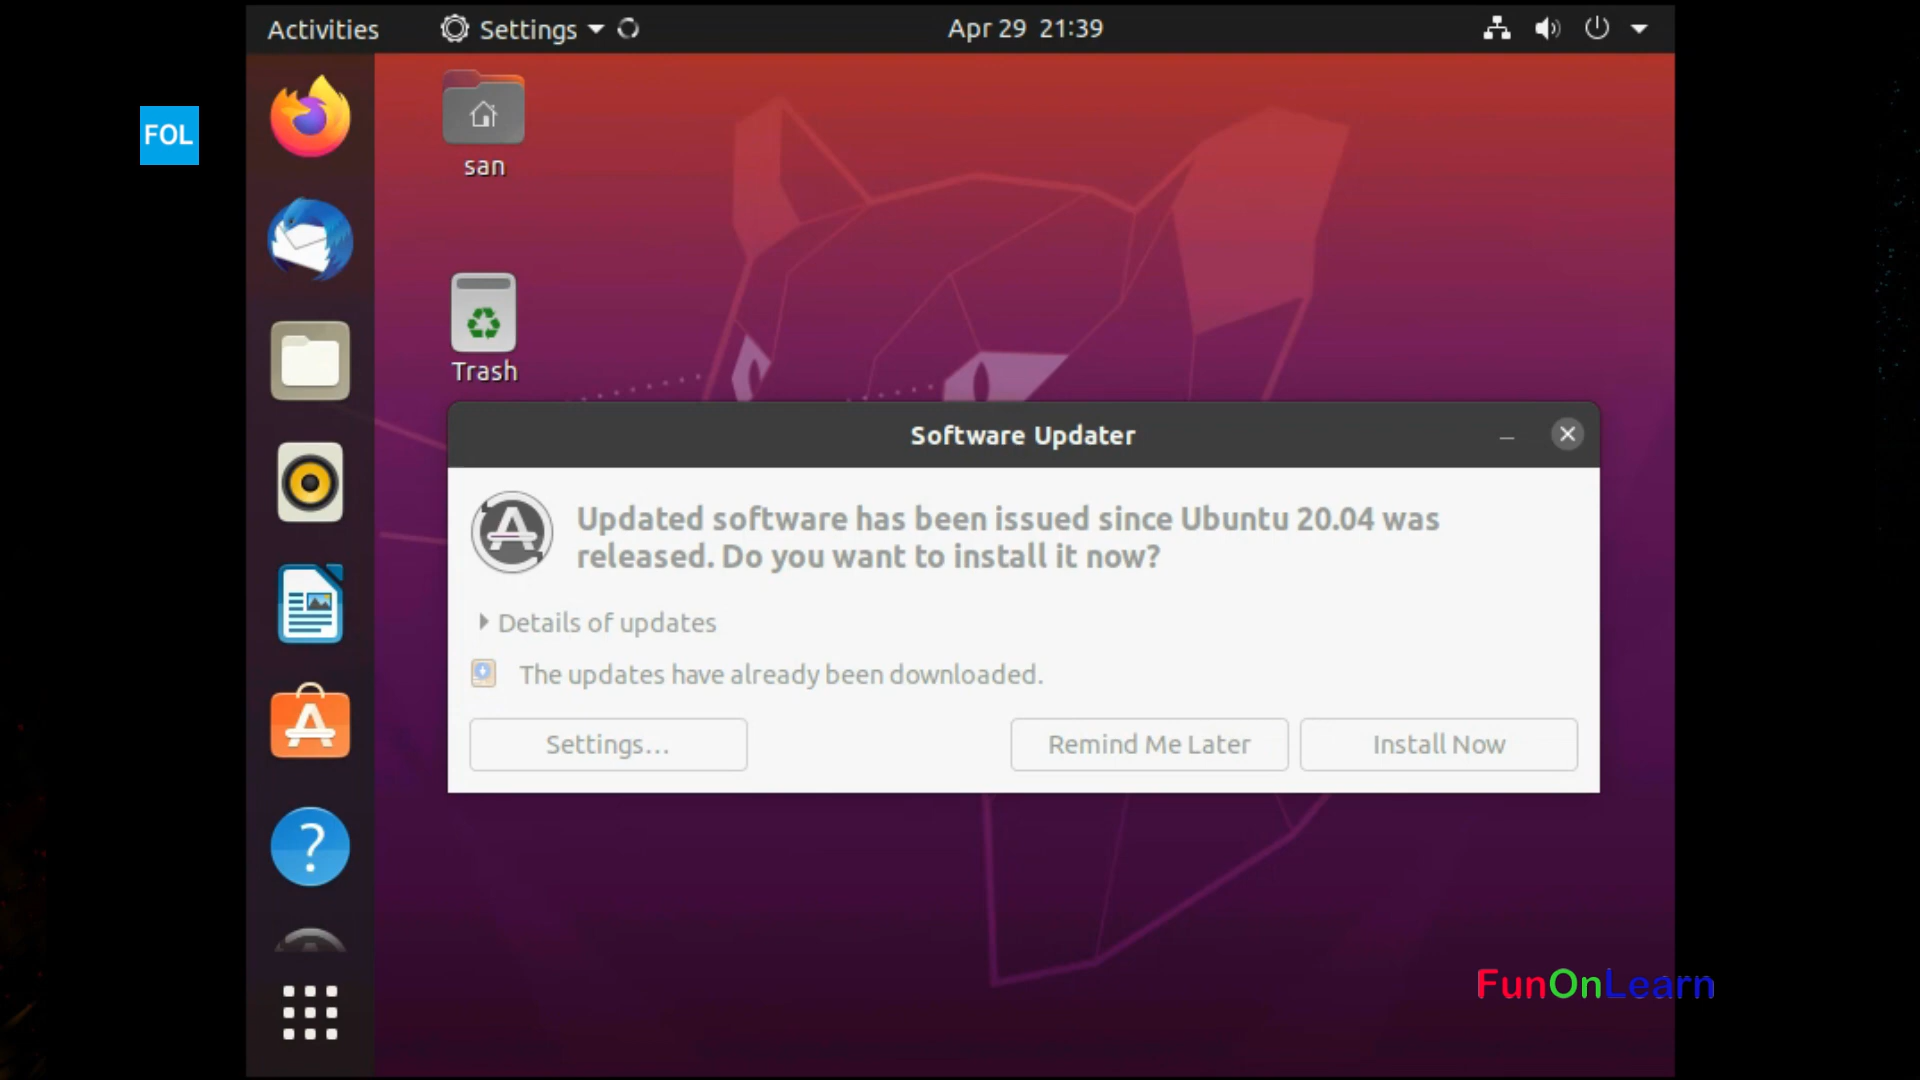 Activities
Settings
Apr 29 21:39
FOL
san
Trash
Software Updater
Updated software has been issued since Ubuntu 20.04 was
released. Do you want to install it now?
Details of updates
The updates have already been downloaded.
Settings...
Remind Me Later
Install Now
FunOnLearn